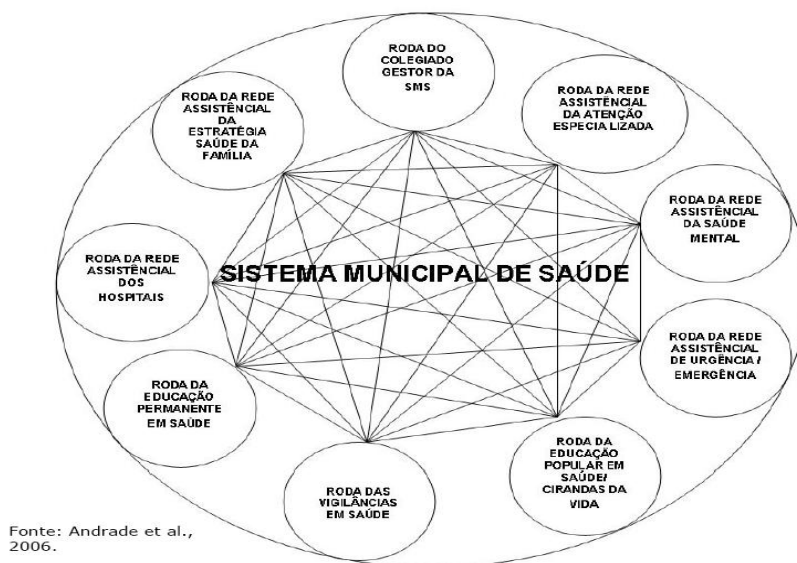 RODA DO
COLEGIADO
GESTOR DA
SMS
RODA DA REDE
ASSISTÊNCIAL
DA
ESTRATÉGIA
SAÚDE DA
FAMÍLIA
RODA DA REDE
ASSISTÊNCIAL
DA ATENÇÃO
ESPECIA LIZADA
RODA DA REDE
ASSISTÊNCIAL
DA SAÚDE
MENTAL
RODA DA REDE
ASSISTÊNCIAL
DOS
HOSPITAIS
SISTEMA MUNICIPAL DE SAÚDE
RODA DA REDE
ASSISTÊNCIAL
DE URGÊNCIA /
EMERGÊNCIA
RODA DA
EDUCAÇÃO
PERMANENTE
EM SAÚDE
RODA DAS
VIGILÂNCIAS
EM SAÚDE
RODA DA
EDUCAÇÃO
POPULAR EM
SAÚDE/
CIRANDAS DA
VIDA
Fonte: Andrade et al.,
2006.